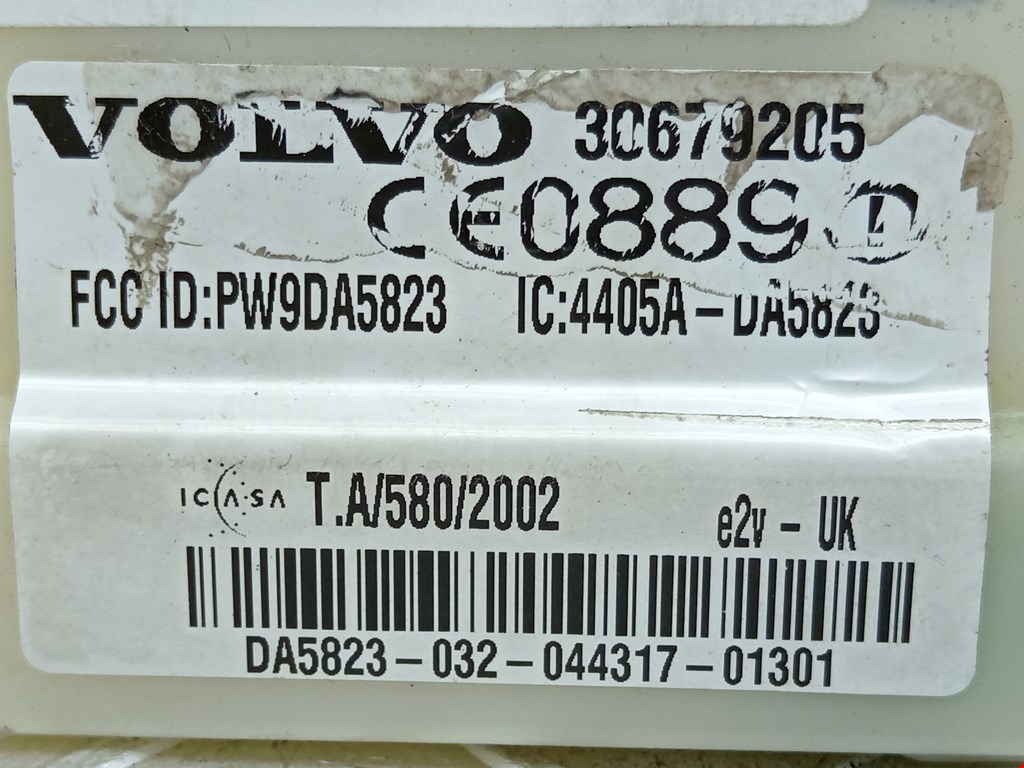 VOLVO 30679205
CE0889
FCC ID:PW9DA5823 IC:4405A-DA5823
ICASA T.A/580/2002 e2v - UK
DA5823-032-044317-01301